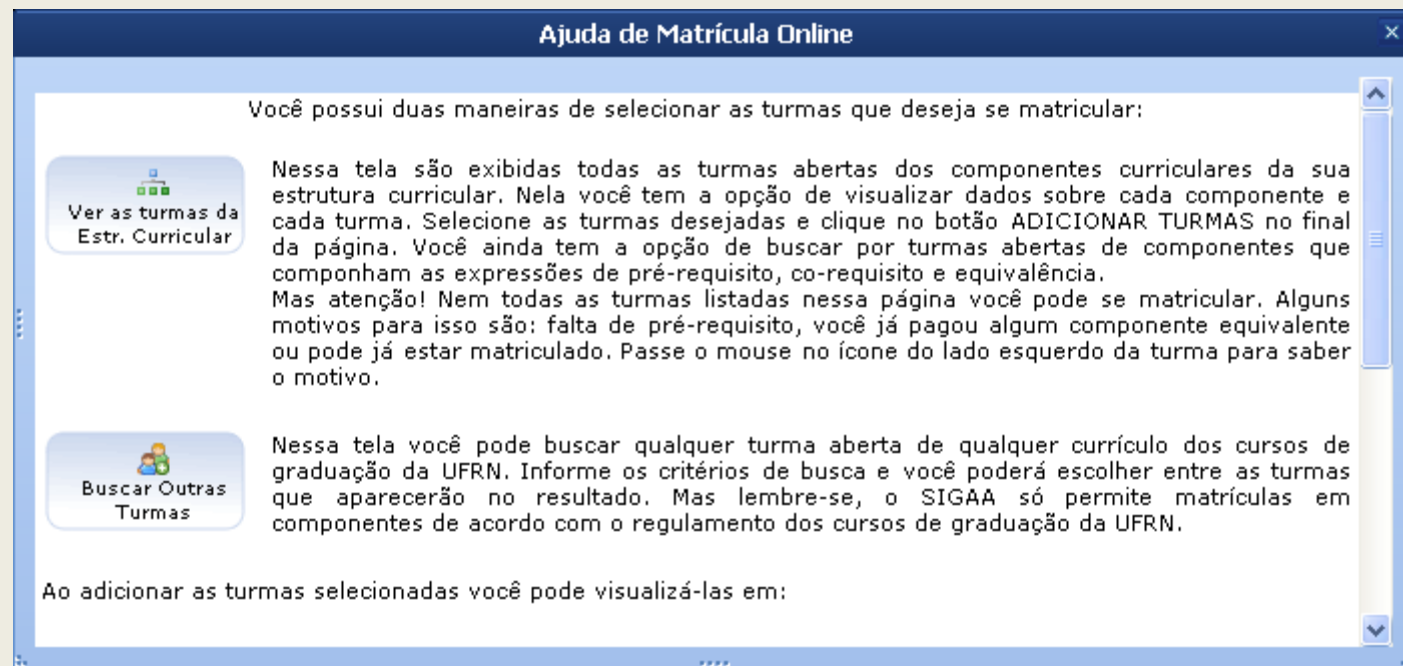 Ajuda de Matrícula Online
Você possui duas maneiras de selecionar as turmas que deseja se matricular:
Ver as turmas da
Estr. Curricular
Nessa tela são exibidas todas as turmas abertas dos componentes curriculares da sua
estrutura curricular. Nela você tem a opção de visualizar dados sobre cada componente e
cada turma. Selecione as turmas desejadas e clique no botão ADICIONAR TURMAS no final
da página. Você ainda tem a opção de buscar por turmas abertas de componentes que
componham as expressões de pré-requisito, co-requisito e equivalência.
Mas atenção! Nem todas as turmas listadas nessa página você pode se matricular. Alguns
motivos para isso são: falta de pré-requisito, você já pagou algum componente equivalente
ou pode já estar matriculado. Passe o mouse no ícone do lado esquerdo da turma para saber
o motivo.
Buscar Outras
Turmas
Nessa tela você pode buscar qualquer turma aberta de qualquer currículo dos cursos de
graduação da UFRN. Informe os critérios de busca e você poderá escolher entre as turmas
que aparecerão no resultado. Mas lembre-se, o SIGAA só permite matrículas em
componentes de acordo com o regulamento dos cursos de graduação da UFRN.
Ao adicionar as turmas selecionadas você pode visualizá-las em: